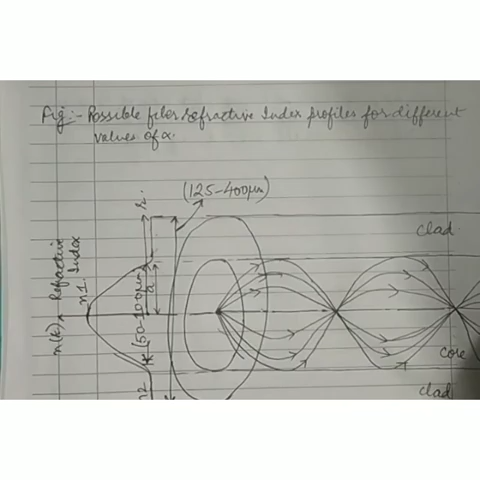 Fig:- Possible fiber refractive Index profiles for different
values of α.
(125-400μm)
r.
clad
n(r) Refractive
n1. Index
(50-100μm)
a
n2
core
clad